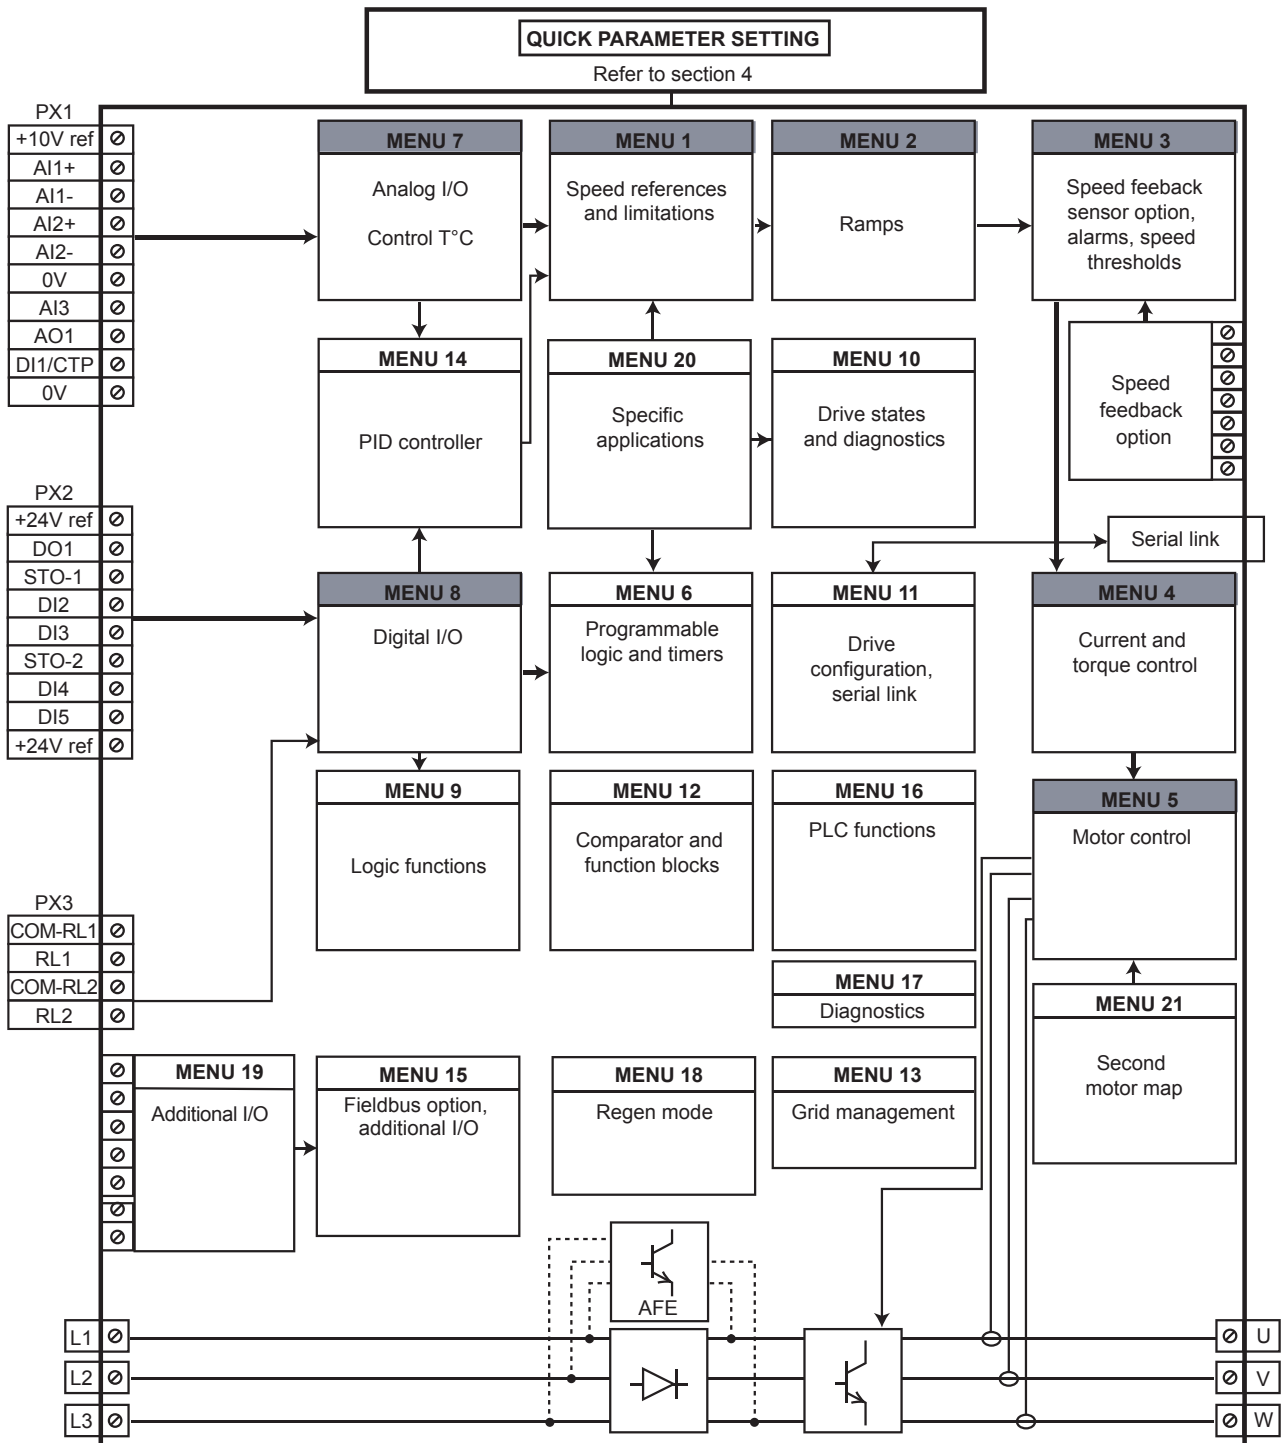 QUICK PARAMETER SETTING
Refer to section 4
PX1
+10V ref
AI1+
AI1-
AI2+
AI2-
0V
AI3
AO1
DI1/CTP
0V
MENU 7
Analog I/O
Control T°C
MENU 1
Speed references
and limitations
MENU 2
Ramps
MENU 3
Speed feeback
sensor option,
alarms, speed
thresholds
MENU 14
PID controller
MENU 20
Specific
applications
MENU 10
Drive states
and diagnostics
Speed
feedback
option
PX2
+24V ref
DO1
STO-1
DI2
DI3
STO-2
DI4
DI5
+24V ref
Serial link
MENU 8
Digital I/O
MENU 6
Programmable
logic and timers
MENU 11
Drive
configuration,
serial link
MENU 4
Current and
torque control
MENU 9
Logic functions
MENU 12
Comparator and
function blocks
MENU 16
PLC functions
MENU 5
Motor control
PX3
COM-RL1
RL1
COM-RL2
RL2
MENU 17
Diagnostics
MENU 21
Second
motor map
MENU 19
Additional I/O
MENU 15
Fieldbus option,
additional I/O
MENU 18
Regen mode
MENU 13
Grid management
AFE
L1
U
L2
V
L3
W